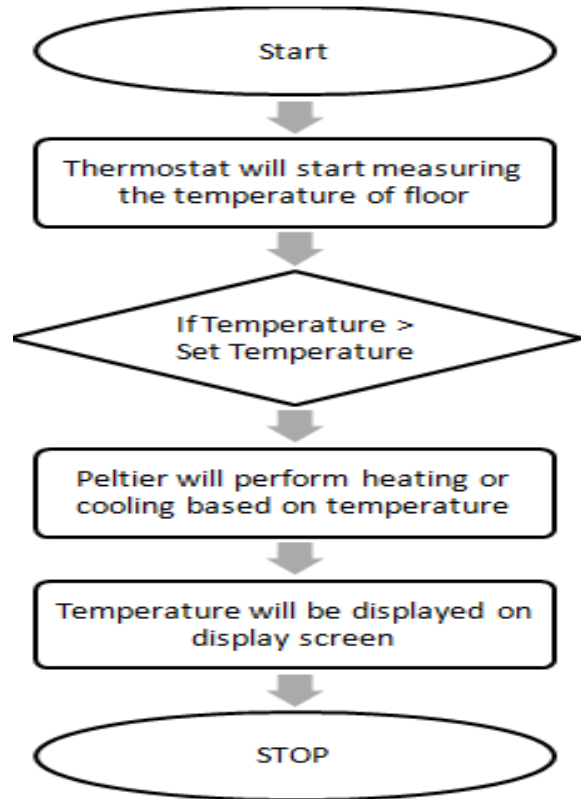 Start
Thermostat will start measuring
the temperature of floor
If Temperature >
Set Temperature
Peltier will perform heating or
cooling based on temperature
Temperature will be displayed on
display screen
STOP